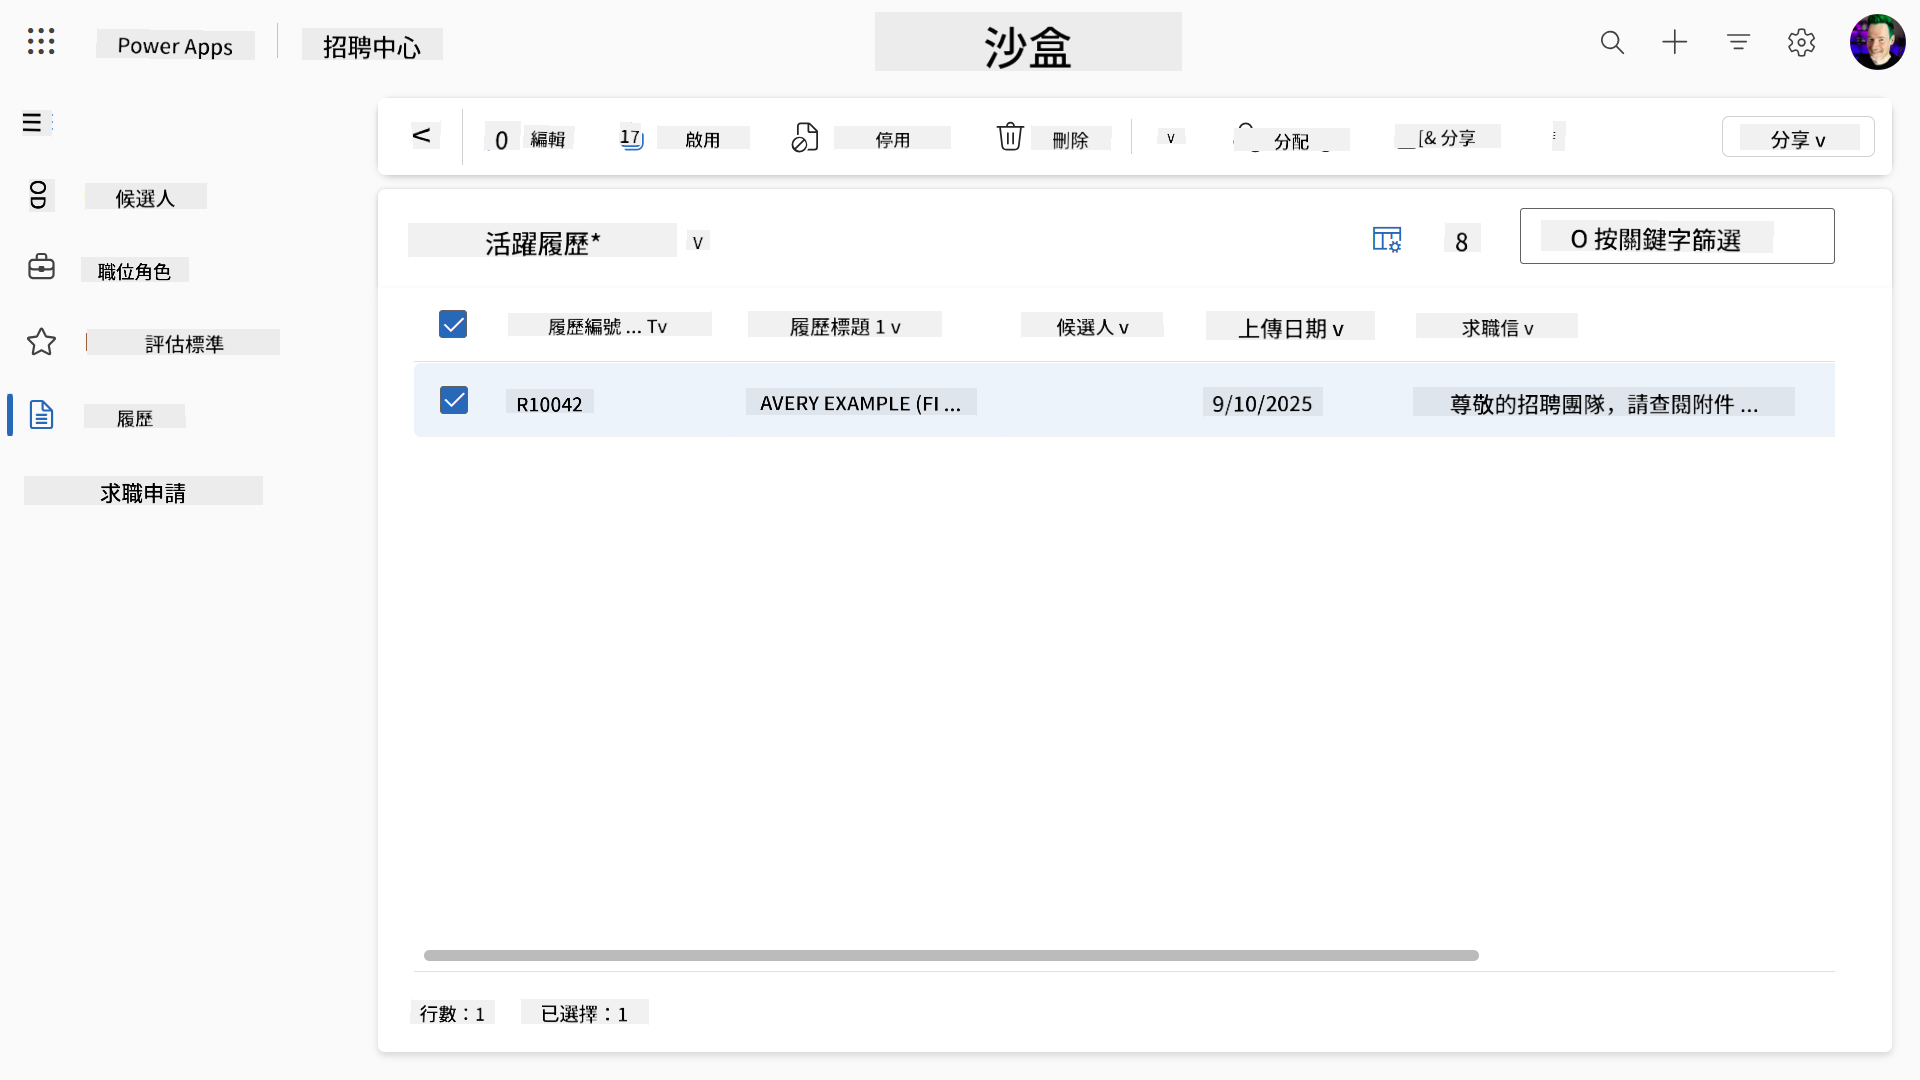 Power Apps
招聘中心
沙盒
<
編輯
17
啟用
停用
刪除
v
分配
[& 分享
分享 v
候選人
職位角色
評估標準
履歷
求職申請
活躍履歷* v
8
O 按關鍵字篩選
履歷編號 ... Tv
履歷標題 1 v
候選人 v
上傳日期 v
求職信 v
R10042
AVERY EXAMPLE (FI ...
9/10/2025
尊敬的招聘團隊，請查閱附件 ...
行數：1
已選擇：1